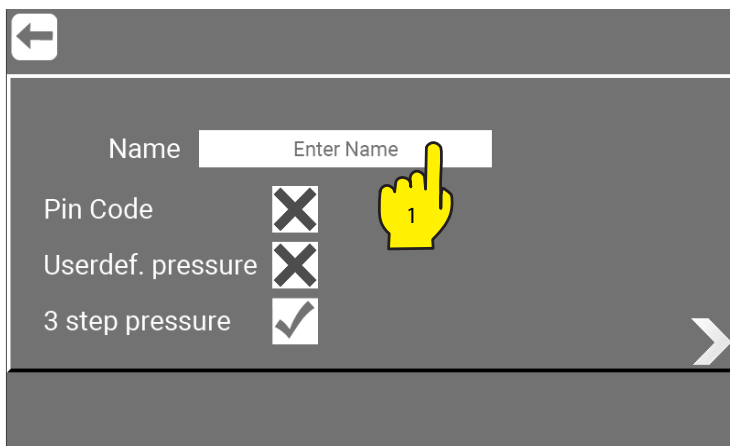 Name Enter Name
1
Pin Code
Userdef. pressure
3 step pressure